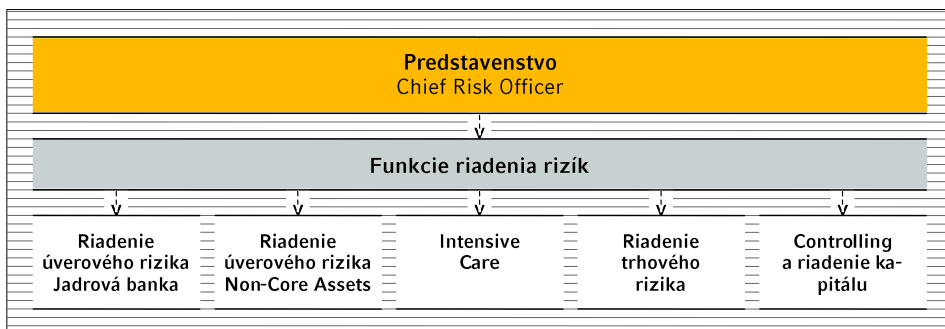 Predstavenstvo
Chief Risk Officer
Funkcie riadenia rizík
Riadenie
úverového rizika
Jadrová banka
Riadenie
úverového rizika
Non-Core Assets
Intensive
Care
Riadenie
trhového
rizika
Controlling
a riadenie ka-
pitálu